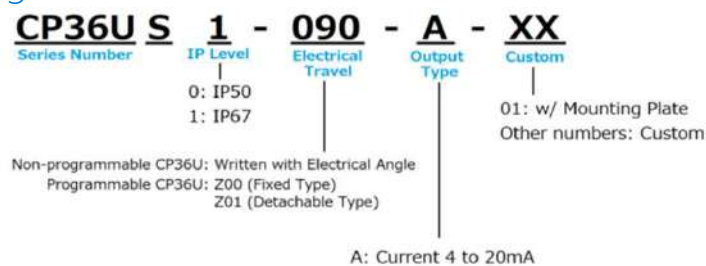 CP36U S 1 - 090 - A - XX
Series Number IP Level Electrical Travel Output Type Custom
0: IP50
1: IP67
01: w/ Mounting Plate
Other numbers: Custom
Non-programmable CP36U: Written with Electrical Angle
Programmable CP36U: Z00 (Fixed Type)
Z01 (Detachable Type)
A: Current 4 to 20mA